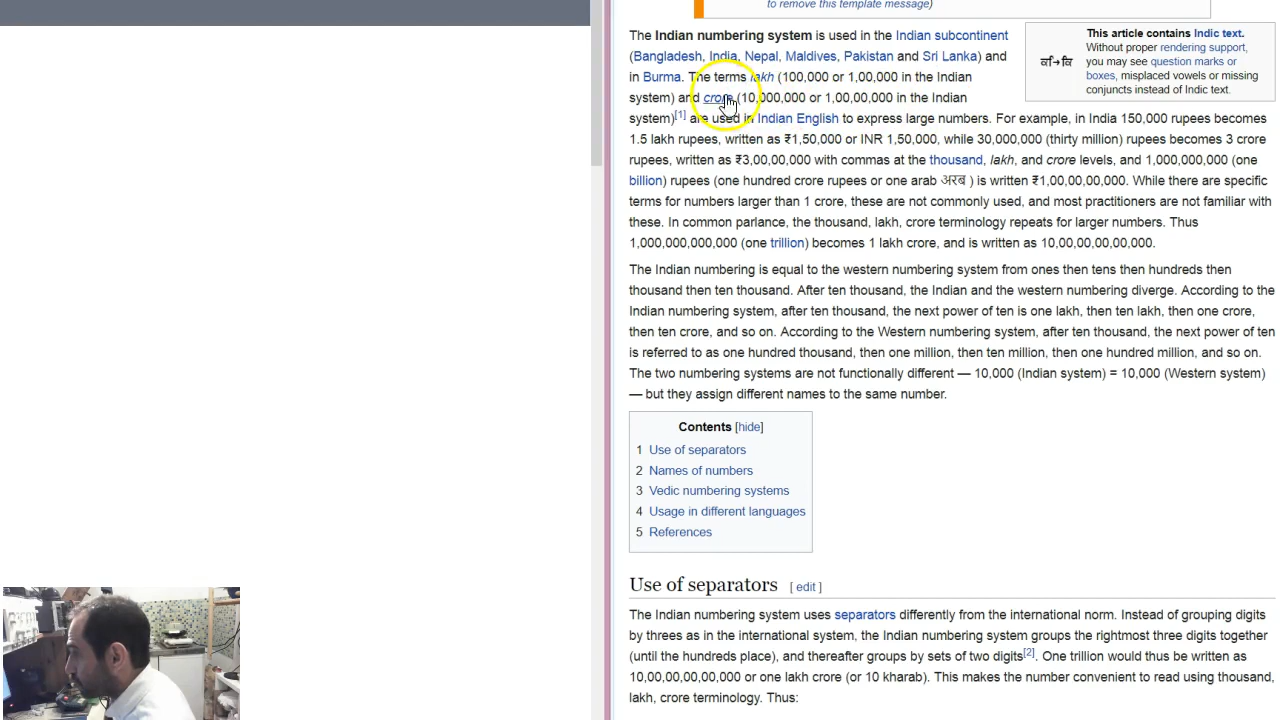 to remove this template message)
The Indian numbering system is used in the Indian subcontinent
(Bangladesh, India, Nepal, Maldives, Pakistan and Sri Lanka) and
in Burma. The terms lakh (100,000 or 1,00,000 in the Indian
system) and crore (10,000,000 or 1,00,00,000 in the Indian
system)[1] are used in Indian English to express large numbers. For example, in India 150,000 rupees becomes
1.5 lakh rupees, written as ₹1,50,000 or INR 1,50,000, while 30,000,000 (thirty million) rupees becomes 3 crore
rupees, written as ₹3,00,00,000 with commas at the thousand, lakh, and crore levels, and 1,000,000,000 (one
billion) rupees (one hundred crore rupees or one arab अरब ) is written ₹1,00,00,00,000. While there are specific
terms for numbers larger than 1 crore, these are not commonly used, and most practitioners are not familiar with
these. In common parlance, the thousand, lakh, crore terminology repeats for larger numbers. Thus
1,000,000,000,000 (one trillion) becomes 1 lakh crore, and is written as 10,00,00,00,00,000.
This article contains Indic text.
Without proper rendering support,
you may see question marks or
boxes, misplaced vowels or missing
conjuncts instead of Indic text.
The Indian numbering is equal to the western numbering system from ones then tens then hundreds then
thousand then ten thousand. After ten thousand, the Indian and the western numbering diverge. According to the
Indian numbering system, after ten thousand, the next power of ten is one lakh, then ten lakh, then one crore,
then ten crore, and so on. According to the Western numbering system, after ten thousand, the next power of ten
is referred to as one hundred thousand, then one million, then ten million, then one hundred million, and so on.
The two numbering systems are not functionally different — 10,000 (Indian system) = 10,000 (Western system)
— but they assign different names to the same number.
Contents [hide]
1 Use of separators
2 Names of numbers
3 Vedic numbering systems
4 Usage in different languages
5 References
Use of separators [ edit ]
The Indian numbering system uses separators differently from the international norm. Instead of grouping digits
by threes as in the international system, the Indian numbering system groups the rightmost three digits together
(until the hundreds place), and thereafter groups by sets of two digits[2]. One trillion would thus be written as
10,00,00,00,00,000 or one lakh crore (or 10 kharab). This makes the number convenient to read using thousand,
lakh, crore terminology. Thus: